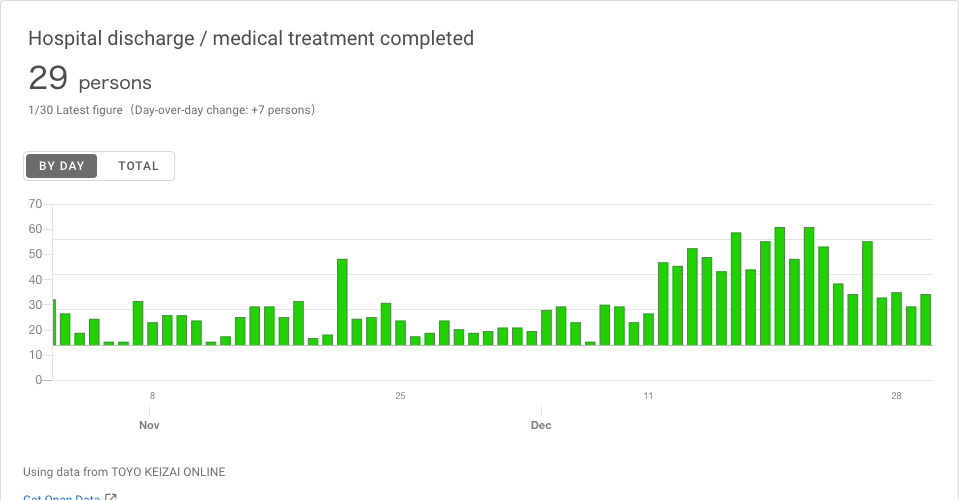 Hospital discharge / medical treatment completed
29 persons
1/30 Latest figure（Day-over-day change: +7 persons）
BY DAY TOTAL
70
60
50
40
30
20
10
0
8 25 11 28
Nov Dec
Using data from TOYO KEIZAI ONLINE
Get Open Data